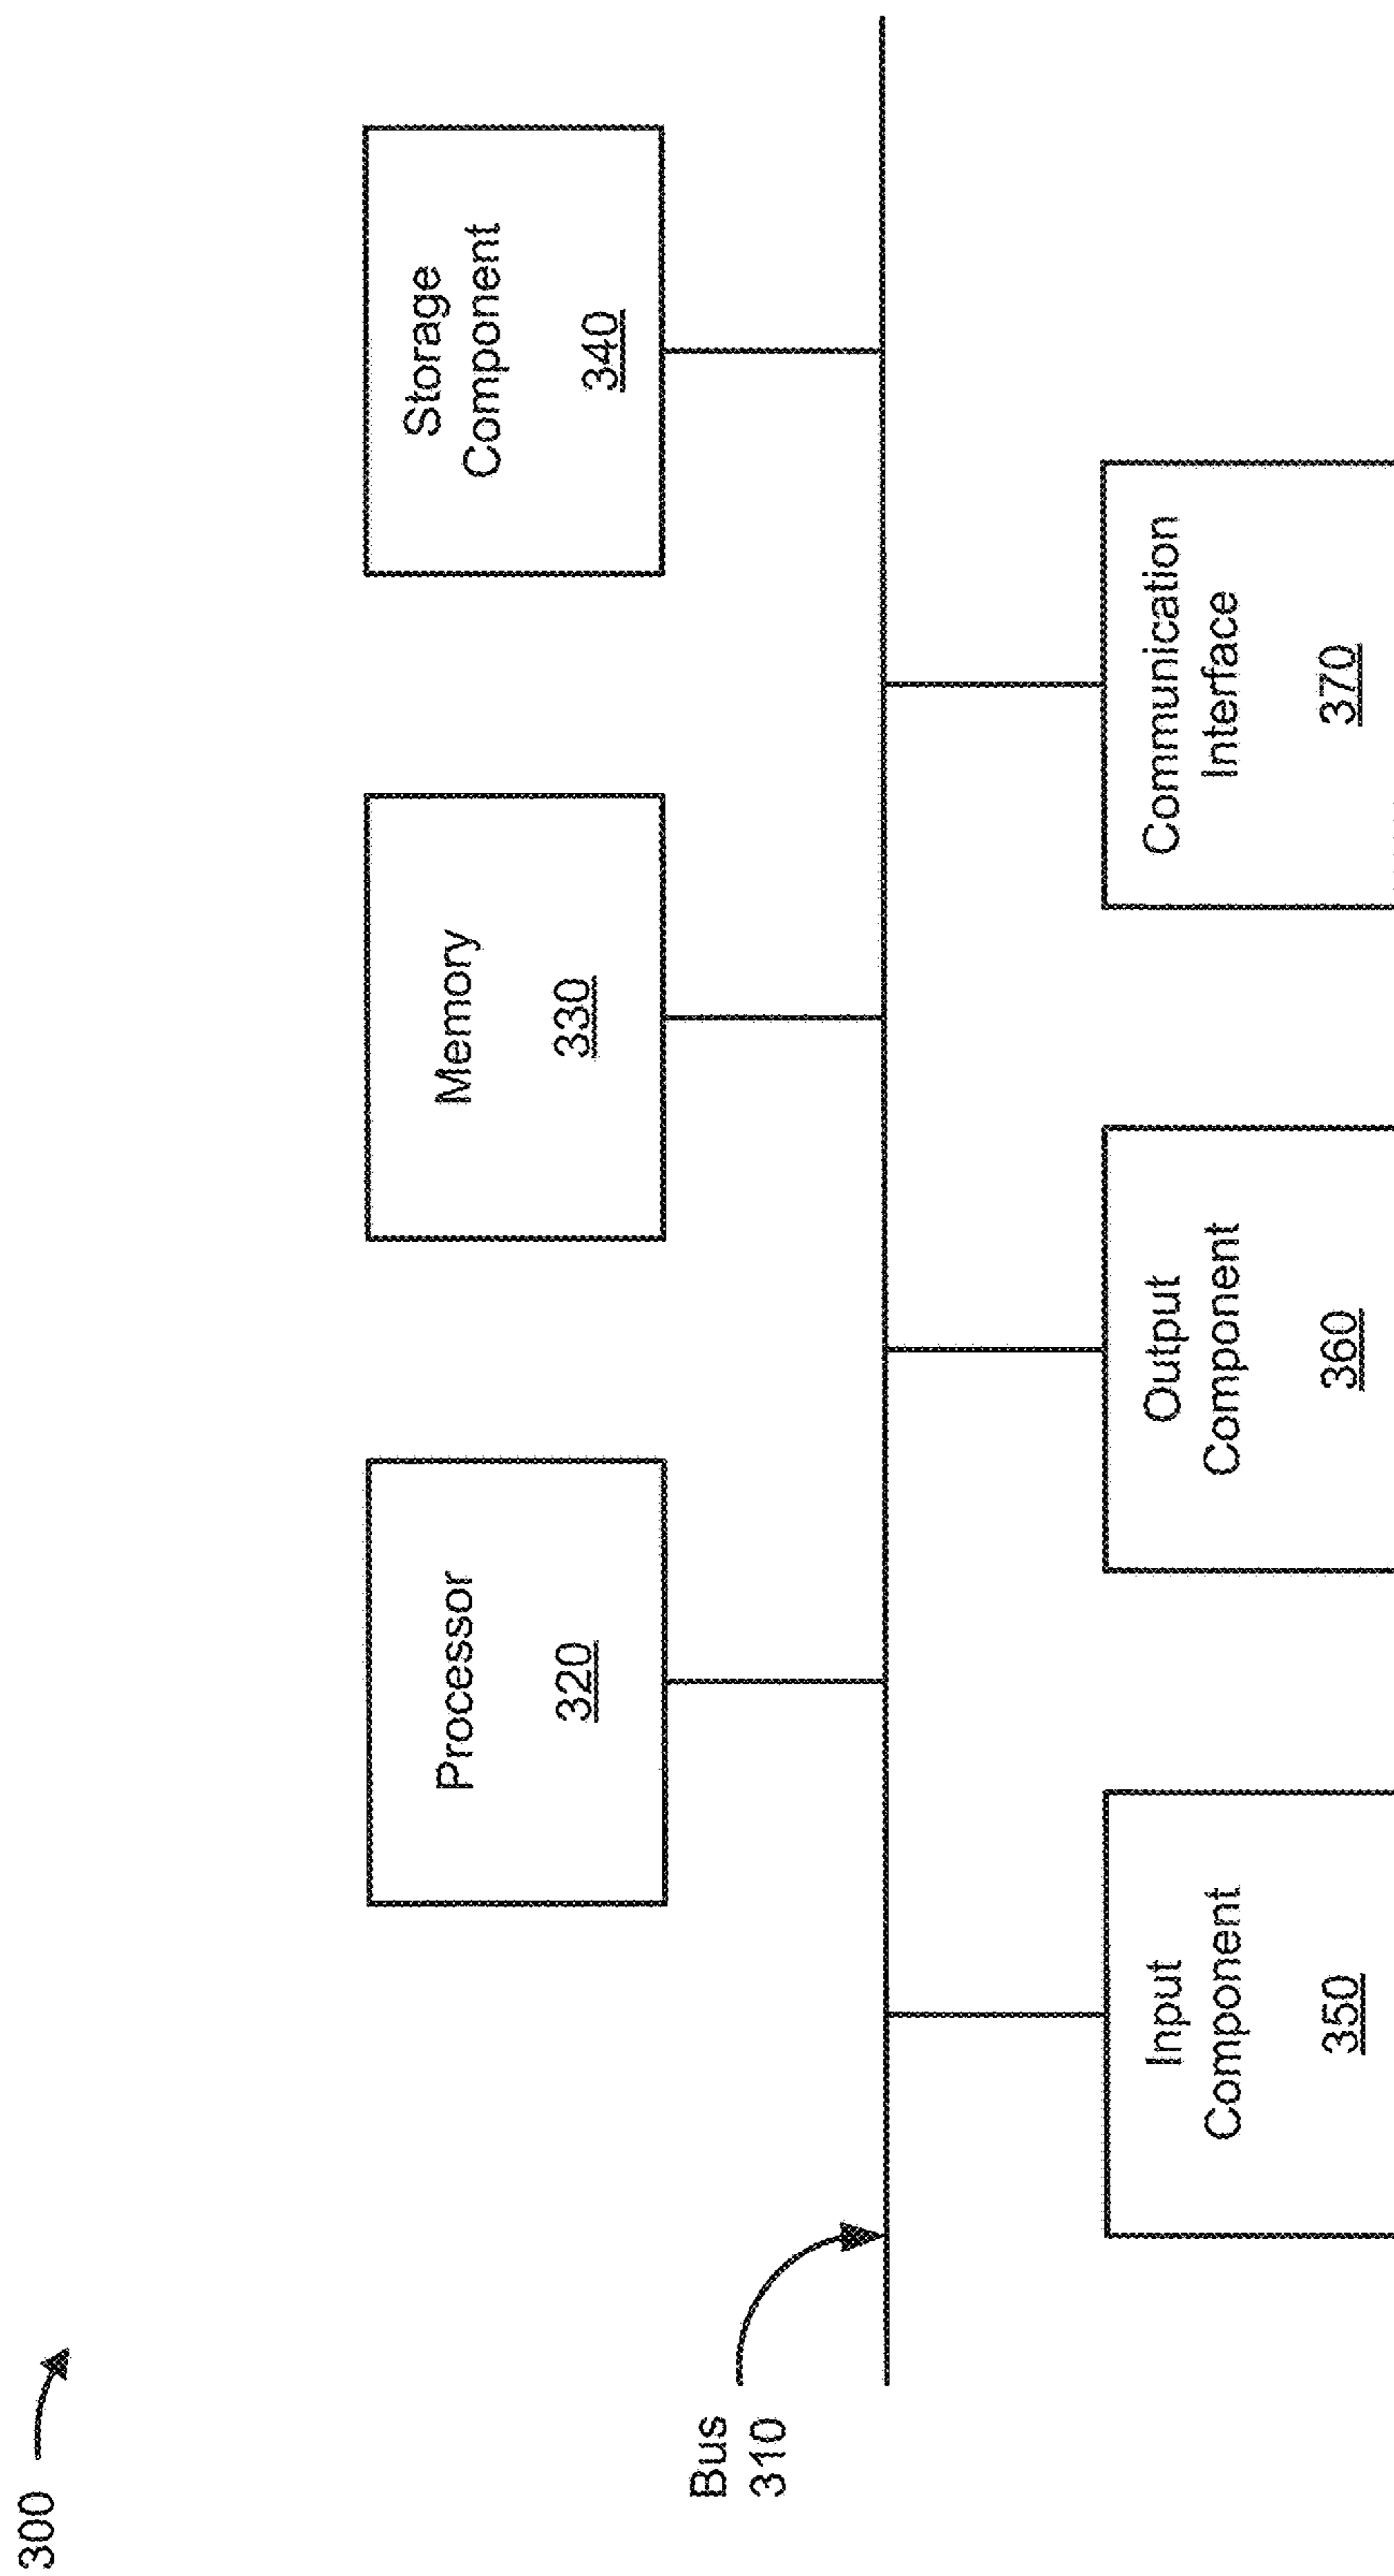 300
Processor
320
Memory
330
Storage
Component
340
Bus
310
Input
Component
350
Output
Component
360
Communication
Interface
370